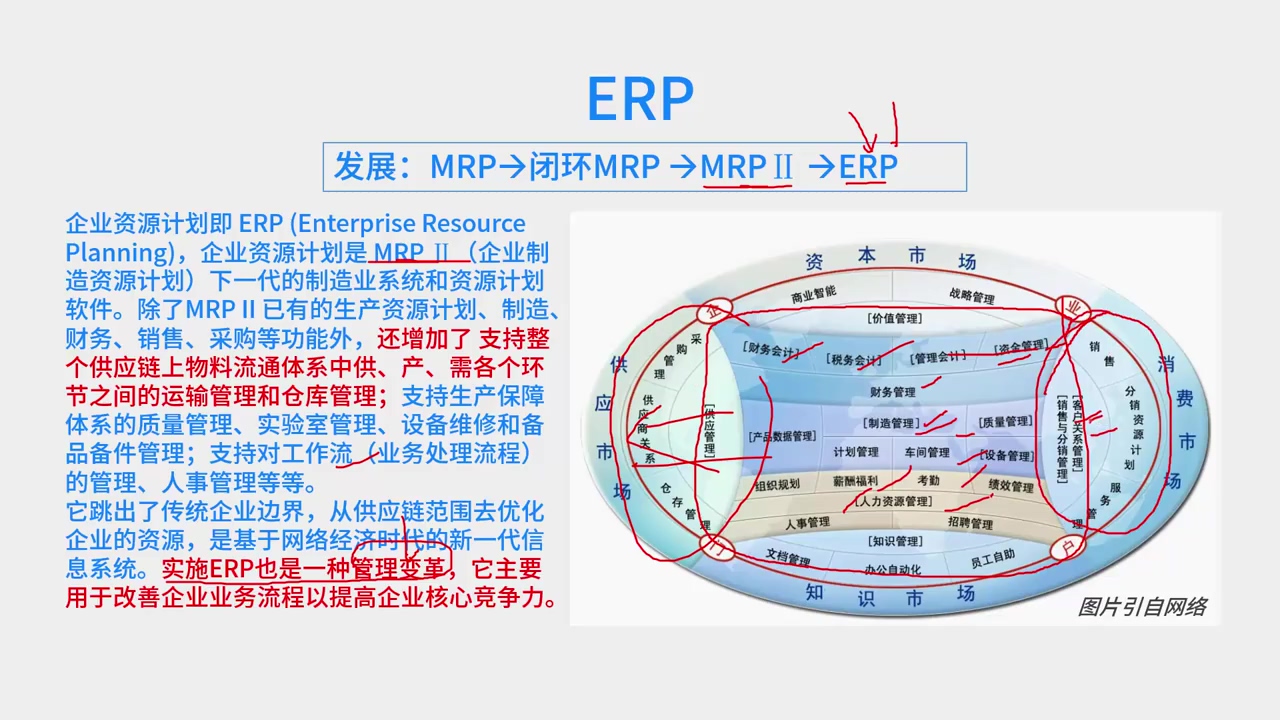 ERP
发展：MRP→闭环MRP →MRPⅡ →ERP
企业资源计划即 ERP (Enterprise Resource
Planning)，企业资源计划是 MRP Ⅱ（企业制
造资源计划）下一代的制造业系统和资源计划
软件。除了MRP II 已有的生产资源计划、制造、
财务、销售、采购等功能外，还增加了 支持整
个供应链上物料流通体系中供、产、需各个环
节之间的运输管理和仓库管理；支持生产保障
体系的质量管理、实验室管理、设备维修和备
品备件管理；支持对工作流（业务处理流程）
的管理、人事管理等等。
它跳出了传统企业边界，从供应链范围去优化
企业的资源，是基于网络经济时代的新一代信
息系统。实施ERP也是一种管理变革，它主要
用于改善企业业务流程以提高企业核心竞争力。
资本市场
商业智能 战略管理
企 业
[价值管理]
[财务会计] [税务会计] [管理会计] [资金管理]
财务管理
供应市场
采购管理
供应商关系
仓存管理
[供应管理]
[产品数据管理] [制造管理] [质量管理]
计划管理 车间管理 [设备管理]
组织规划 薪酬福利 考勤 绩效管理
[人力资源管理]
人事管理 招聘管理
[客户关系管理]
[销售与分销管理]
销售
分销资源计划
服务管理
消费市场
门 户
[知识管理]
文档管理 办公自动化 员工自助
知识市场
图片引自网络